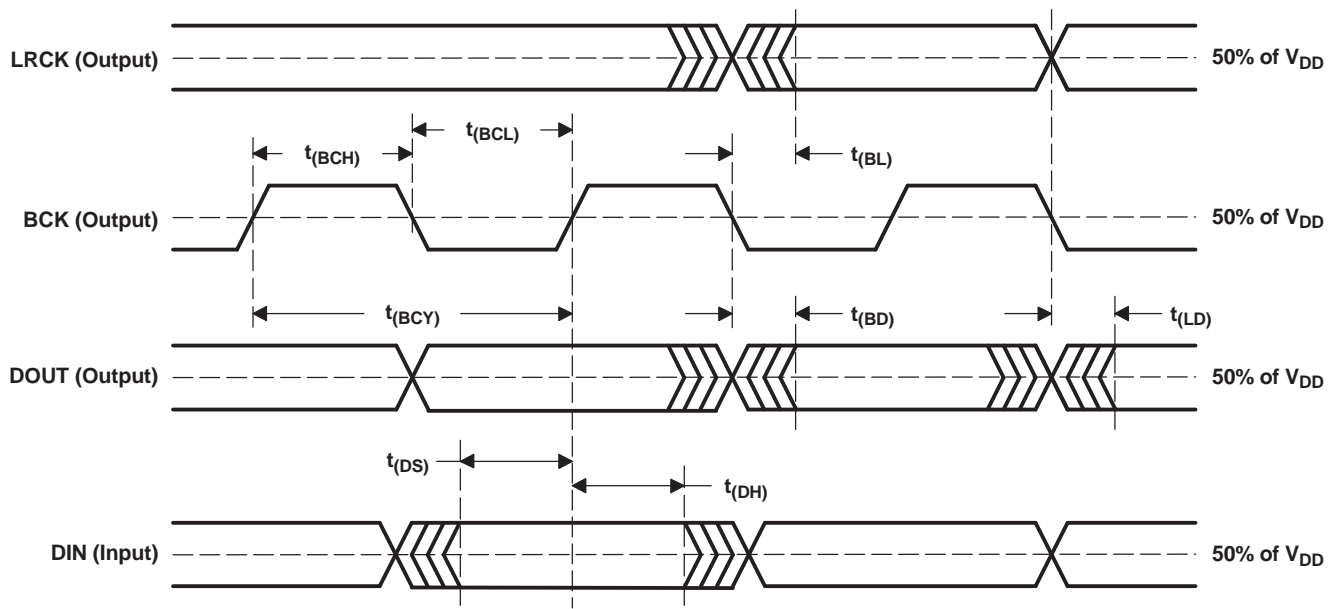 LRCK (Output)
50% of VDD
t(BCH)
t(BCL)
t(BL)
BCK (Output)
50% of VDD
t(BCY)
t(BD)
t(LD)
DOUT (Output)
50% of VDD
t(DS)
t(DH)
DIN (Input)
50% of VDD